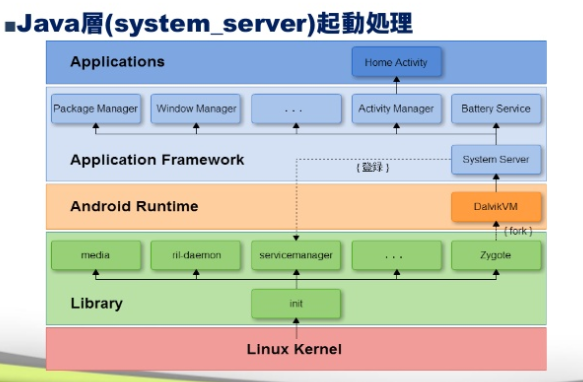 ■Java層(system_server)起動処理
Applications
Home Activity
Package Manager
Window Manager
. . .
Activity Manager
Battery Service
Application Framework
{ 登録 }
System Server
Android Runtime
DalvikVM
{ fork }
media
ril-daemon
servicemanager
. . .
Zygote
Library
init
Linux Kernel